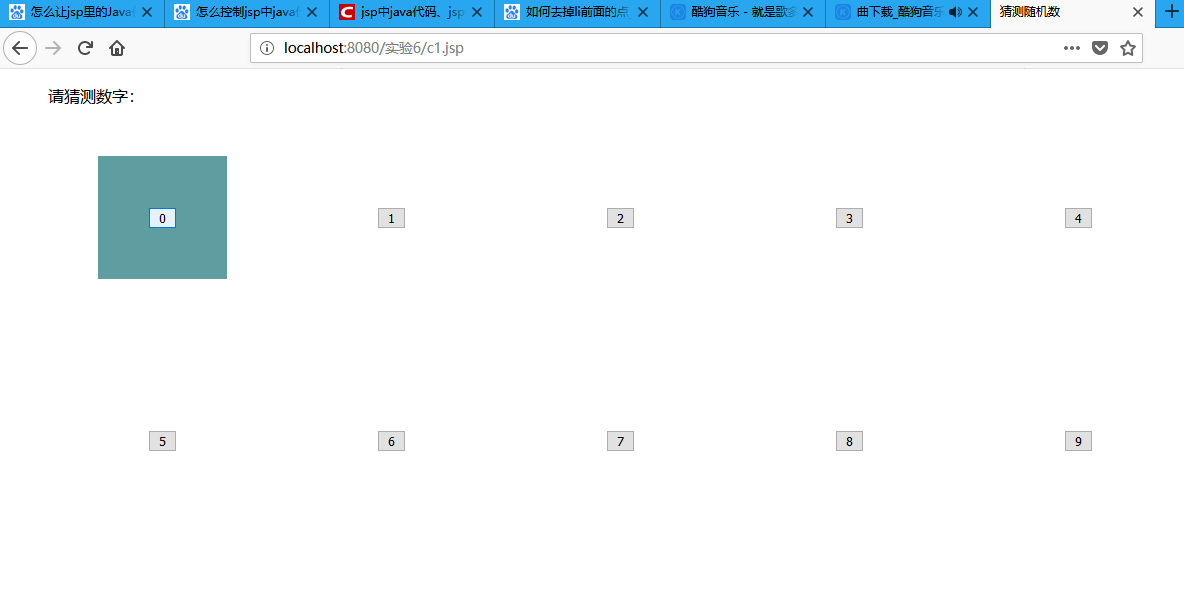 怎么让jsp里的Java
怎么控制jsp中java
jsp中java代码、jsp
如何去掉li前面的点
酷狗音乐 - 就是歌
曲下载_酷狗音乐
猜测随机数
localhost:8080/实验6/c1.jsp
请猜测数字：
0 1 2 3 4
5 6 7 8 9